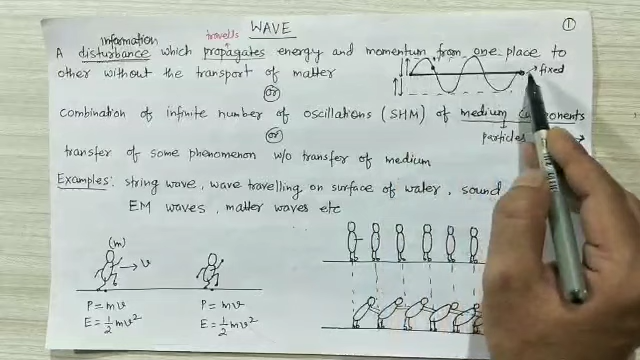 WAVE
①
information
travells
A disturbance which propagates energy and momentum from one place to
other without the transport of matter
fixed
or
Combination of infinite number of oscillations (SHM) of medium components
particles
or
transfer of some phenomenon w/o transfer of medium
Examples: string wave, wave travelling on surface of water, sound
EM waves, matter waves etc
(m)
v
P = mv
E = 1/2 mv²
P = mv
E = 1/2 mv²